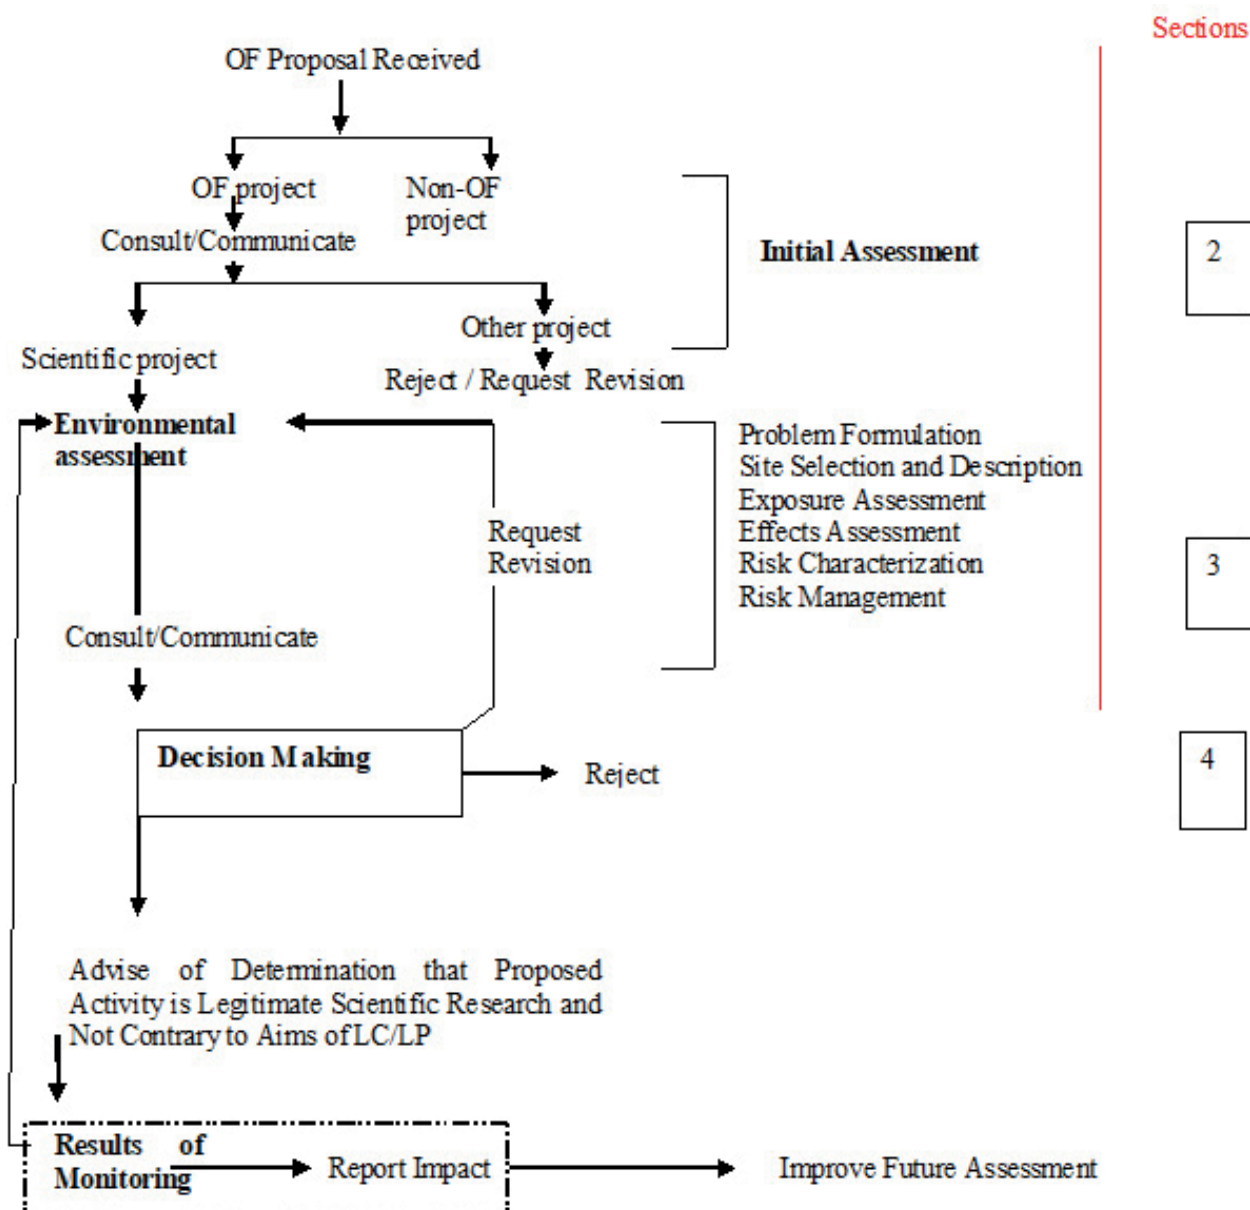 Sections
OF Proposal Received
OF project
Non-OF
project
Consult/Communicate
Initial Assessment
2
Other project
Scientific project
Reject / Request Revision
Environmental
assessment
Problem Formulation
Site Selection and Description
Exposure Assessment
Effects Assessment
Risk Characterization
Risk Management
Request
Revision
3
Consult/Communicate
Decision Making
Reject
4
Advise of Determination that Proposed
Activity is Legitimate Scientific Research and
Not Contrary to Aims of LC/LP
Results of
Monitoring
Report Impact
Improve Future Assessment